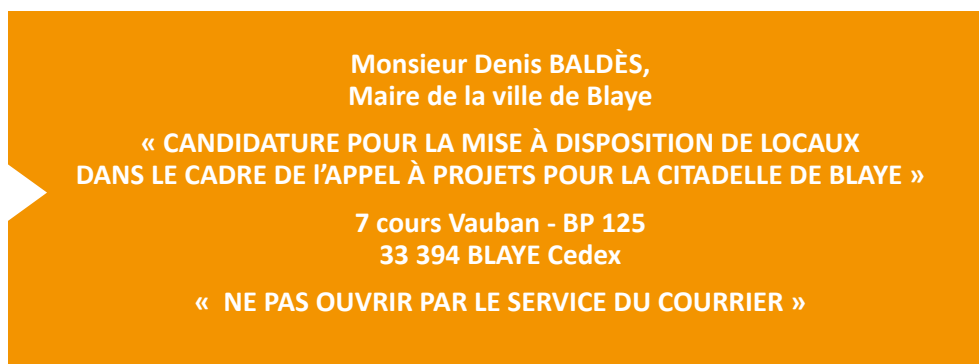 Monsieur Denis BALDÈS,
Maire de la ville de Blaye
« CANDIDATURE POUR LA MISE À DISPOSITION DE LOCAUX
DANS LE CADRE DE l'APPEL À PROJETS POUR LA CITADELLE DE BLAYE »
7 cours Vauban - BP 125
33 394 BLAYE Cedex
« NE PAS OUVRIR PAR LE SERVICE DU COURRIER »